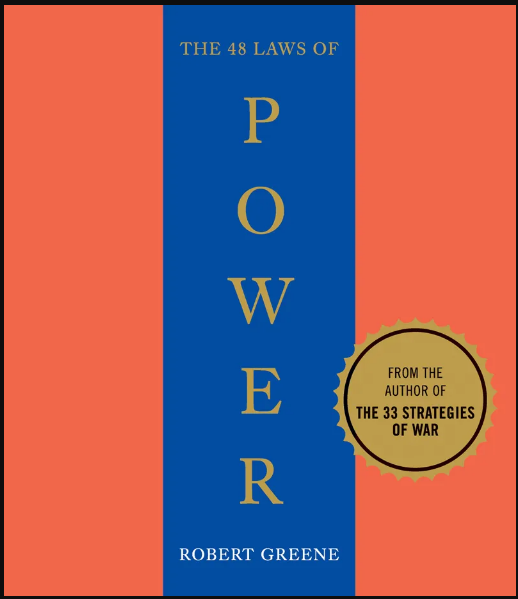 THE 48 LAWS OF
P
O
W
E
R
FROM THE
AUTHOR OF
THE 33 STRATEGIES
OF WAR
ROBERT GREENE